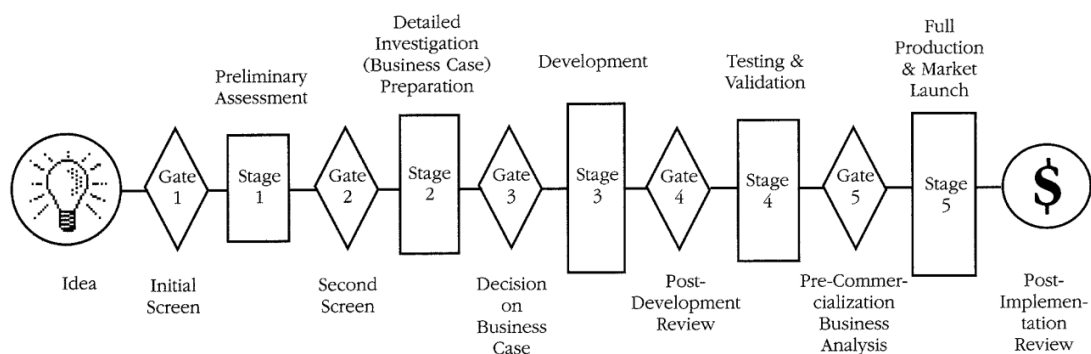 Preliminary
Assessment
Detailed
Investigation
(Business Case)
Preparation
Development
Testing &
Validation
Full
Production
& Market
Launch
Gate
1
Stage
1
Gate
2
Stage
2
Gate
3
Stage
3
Gate
4
Stage
4
Gate
5
Stage
5
$
Idea
Initial
Screen
Second
Screen
Decision
on
Business
Case
Post-
Development
Review
Pre-Commer-
cialization
Business
Analysis
Post-
Implemen-
tation
Review